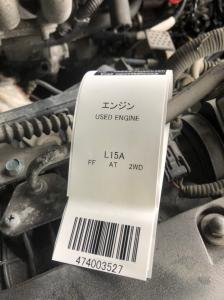 エンジン
USED ENGINE
L15A
FF AT 2WD
474003527